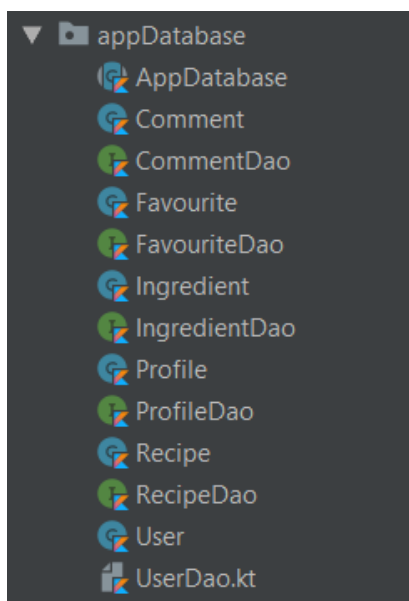 appDatabase
AppDatabase
Comment
CommentDao
Favourite
FavouriteDao
Ingredient
IngredientDao
Profile
ProfileDao
Recipe
RecipeDao
User
UserDao.kt